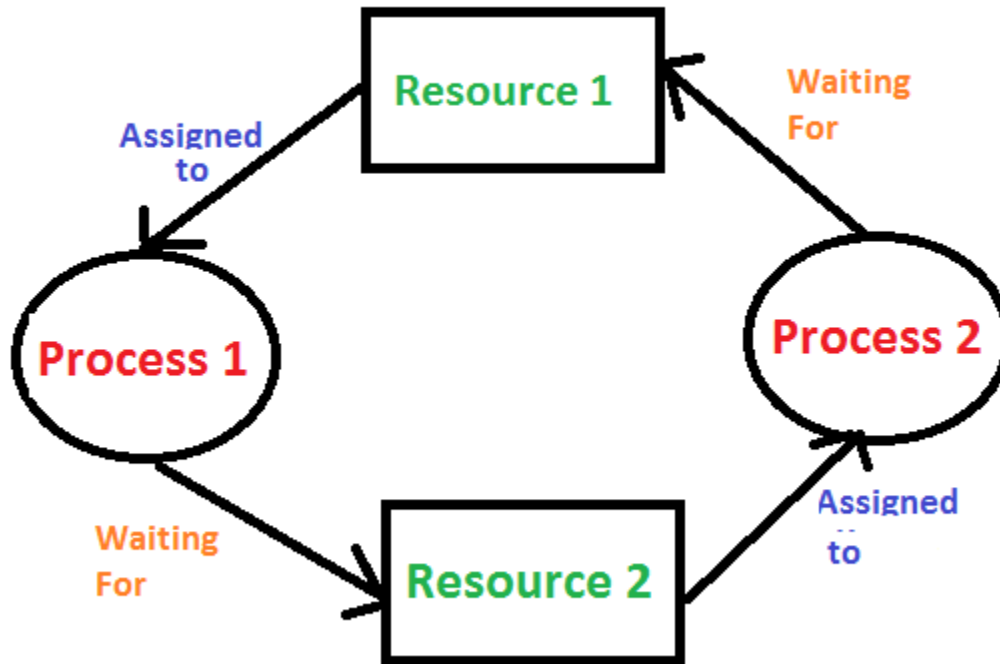 Resource 1
Waiting
For
Assigned
to
Process 1
Process 2
Assigned
to
Waiting
For
Resource 2